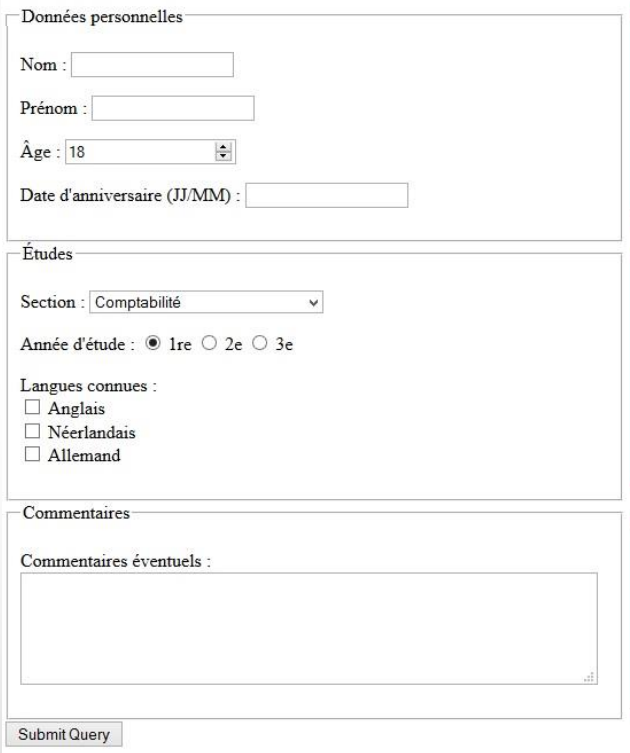 Données personnelles
Nom :
Prénom :
Âge : 18
Date d'anniversaire (JJ/MM) :
Études
Section : Comptabilité
Année d'étude : 1re 2e 3e
Langues connues :
Anglais
Néerlandais
Allemand
Commentaires
Commentaires éventuels :
Submit Query